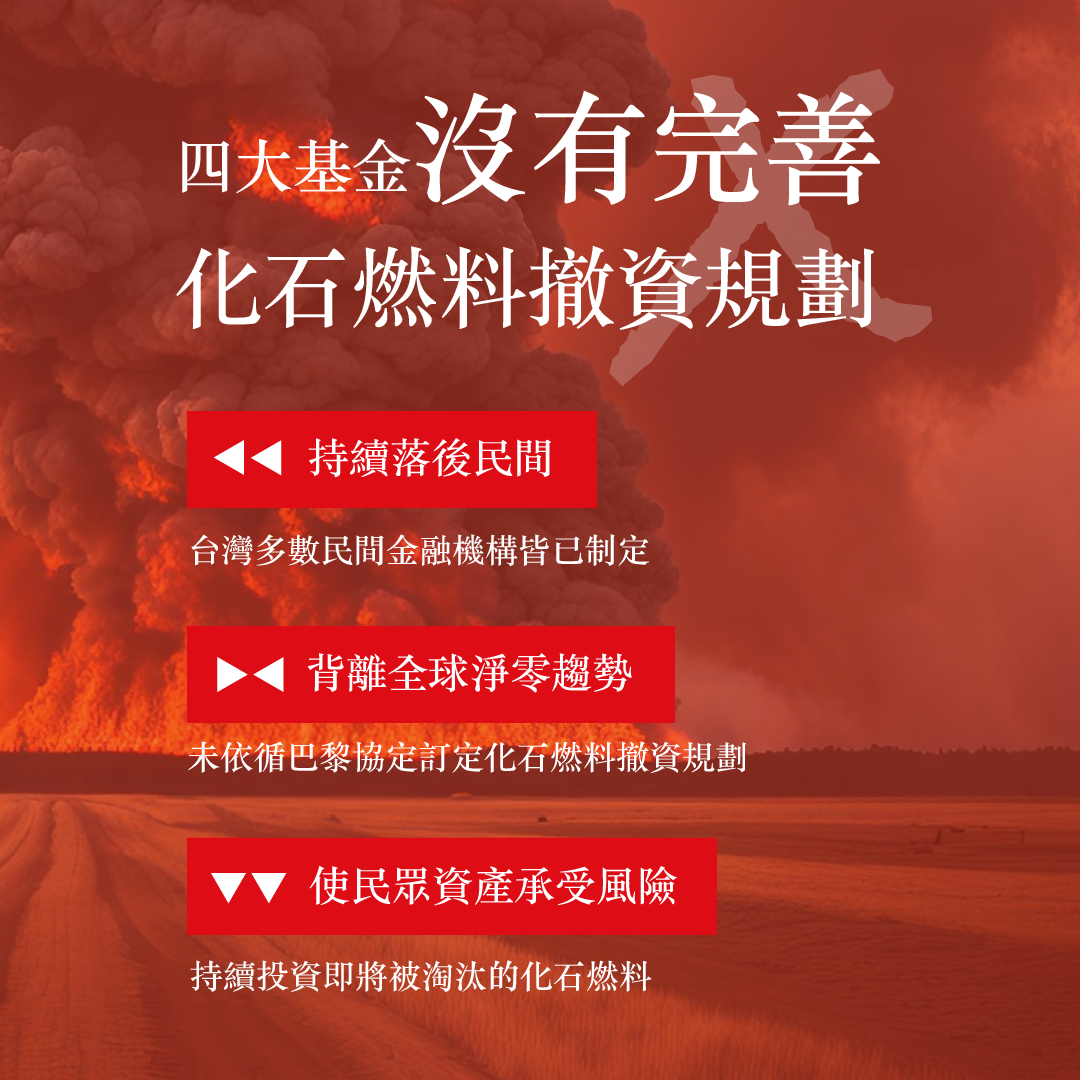 四大基金沒有完善
化石燃料撤資規劃
持續落後民間
台灣多數民間金融機構皆已制定
背離全球淨零趨勢
未依循巴黎協定訂定化石燃料撤資規劃
使民眾資產承受風險
持續投資即將被淘汰的化石燃料